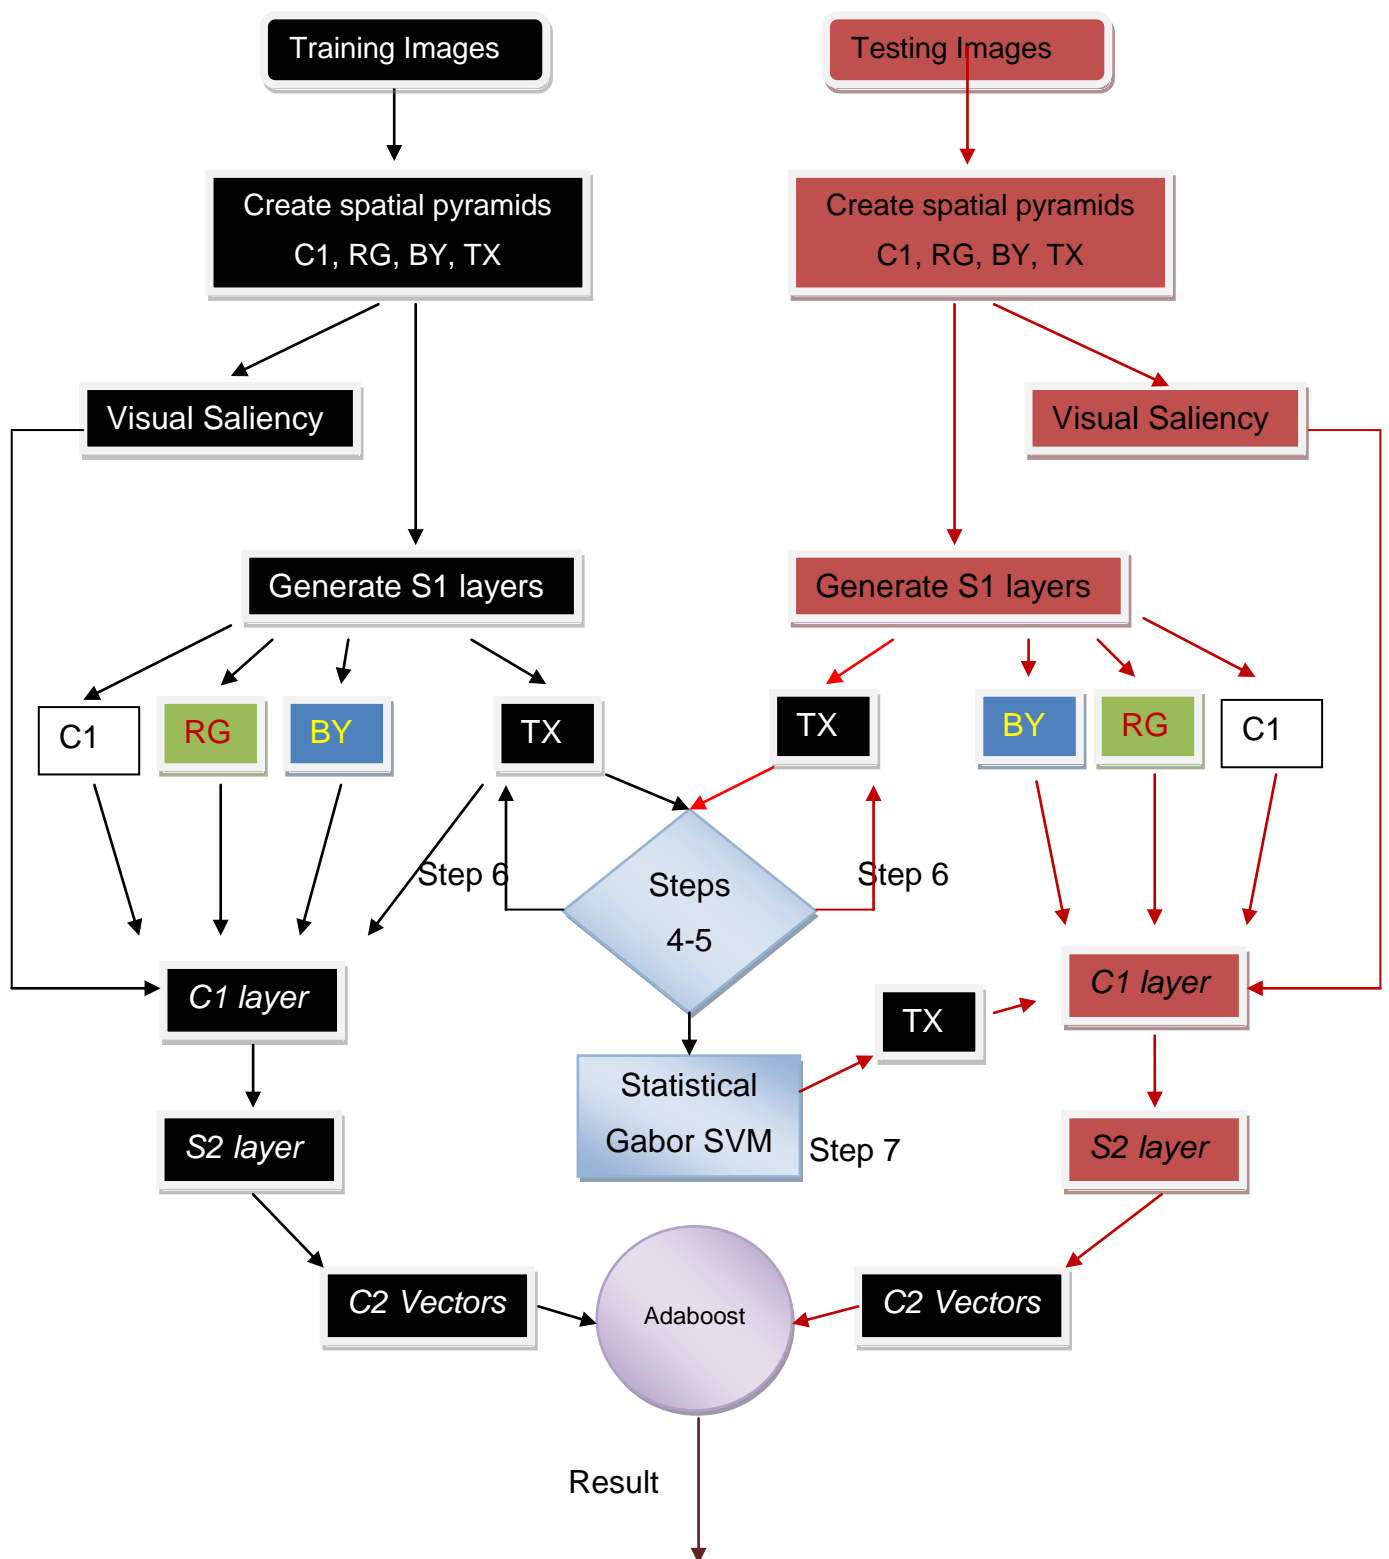 Training Images
Testing Images
Create spatial pyramids
C1, RG, BY, TX
Create spatial pyramids
C1, RG, BY, TX
Visual Saliency
Visual Saliency
Generate S1 layers
Generate S1 layers
C1
RG
BY
TX
TX
BY
RG
C1
Step 6
Steps
4-5
Step 6
C1 layer
TX
C1 layer
Statistical
Gabor SVM
Step 7
S2 layer
S2 layer
C2 Vectors
Adaboost
C2 Vectors
Result